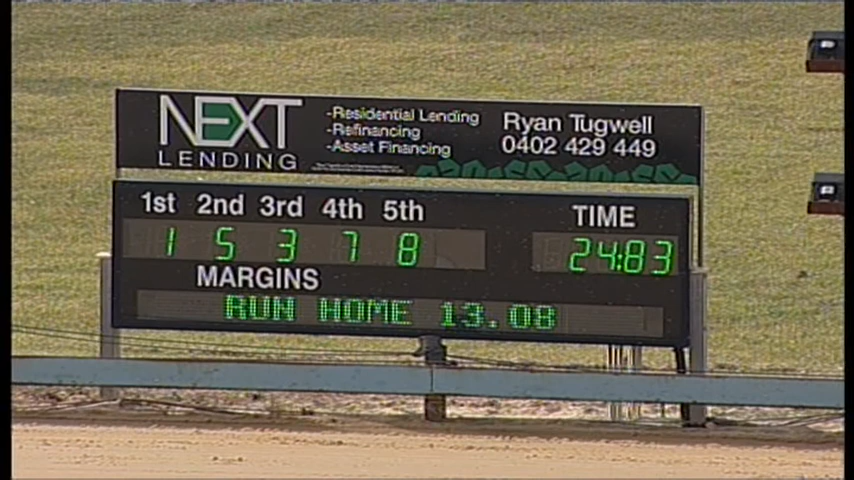 NEXT
LENDING
-Residential Lending
-Refinancing
-Asset Financing
Ryan Tugwell
0402 429 449
1st 2nd 3rd 4th 5th TIME
1 5 3 7 8 24:83
MARGINS
RUN HOME 13.08